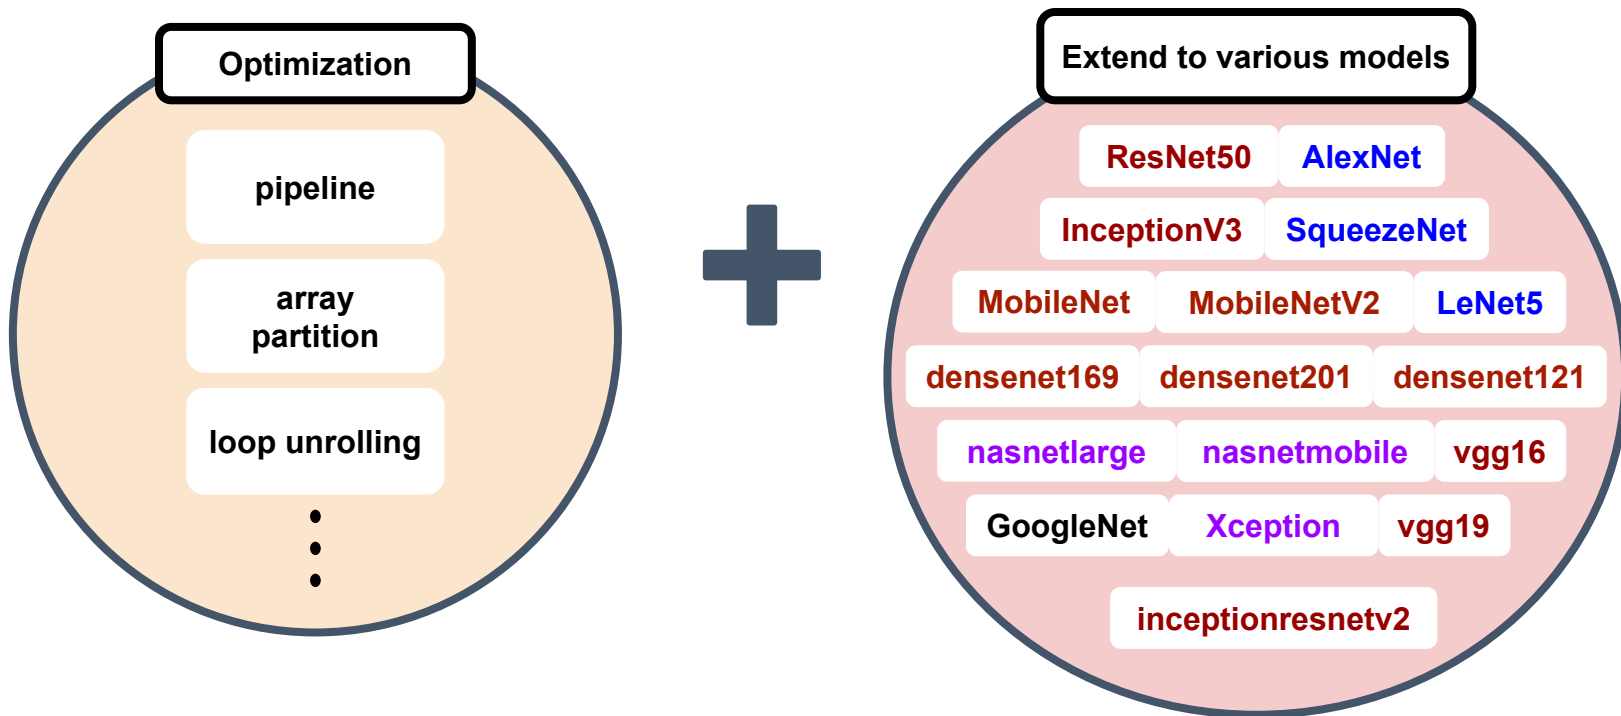 Optimization
pipeline
array
partition
loop unrolling
Extend to various models
ResNet50 AlexNet
InceptionV3 SqueezeNet
MobileNet MobileNetV2 LeNet5
densenet169 densenet201 densenet121
nasnetlarge nasnetmobile vgg16
GoogleNet Xception vgg19
inceptionresnetv2